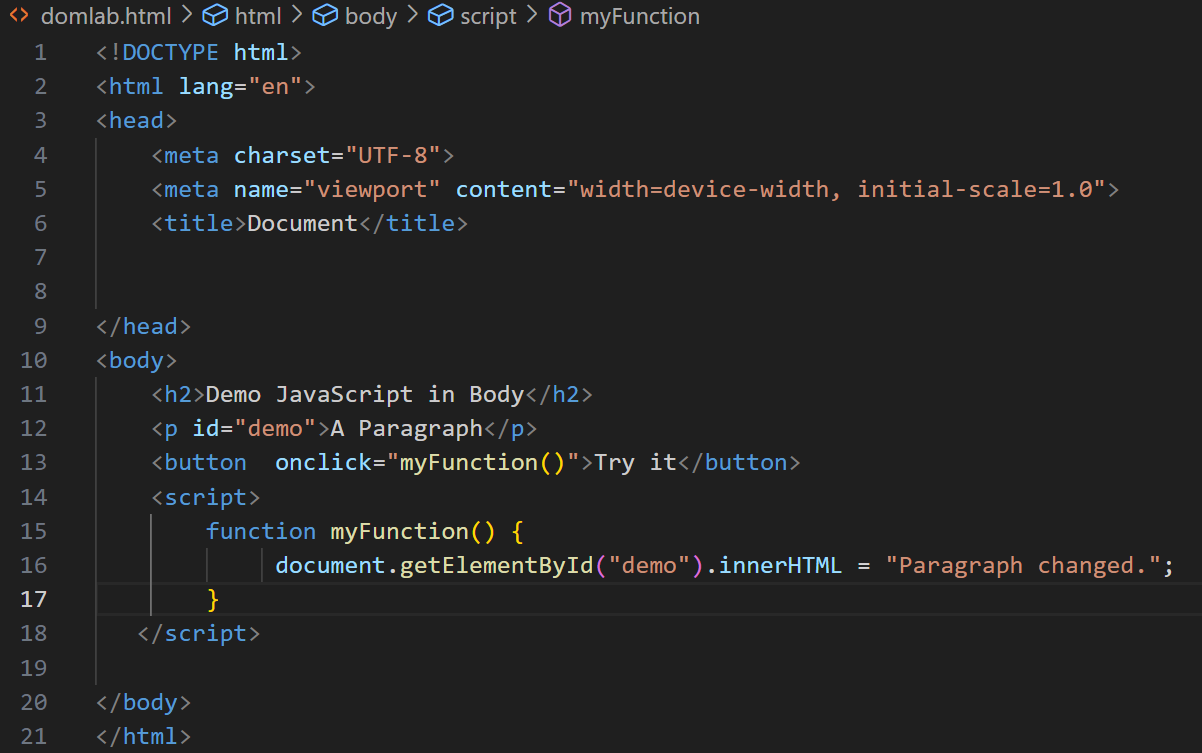 domlab.html > html > body > script > myFunction
1 <!DOCTYPE html>
2 <html lang="en">
3 <head>
4     <meta charset="UTF-8">
5     <meta name="viewport" content="width=device-width, initial-scale=1.0">
6     <title>Document</title>
7
8
9 </head>
10 <body>
11     <h2>Demo JavaScript in Body</h2>
12     <p id="demo">A Paragraph</p>
13     <button  onclick="myFunction()">Try it</button>
14     <script>
15         function myFunction() {
16              document.getElementById("demo").innerHTML = "Paragraph changed.";
17         }
18    </script>
19
20 </body>
21 </html>